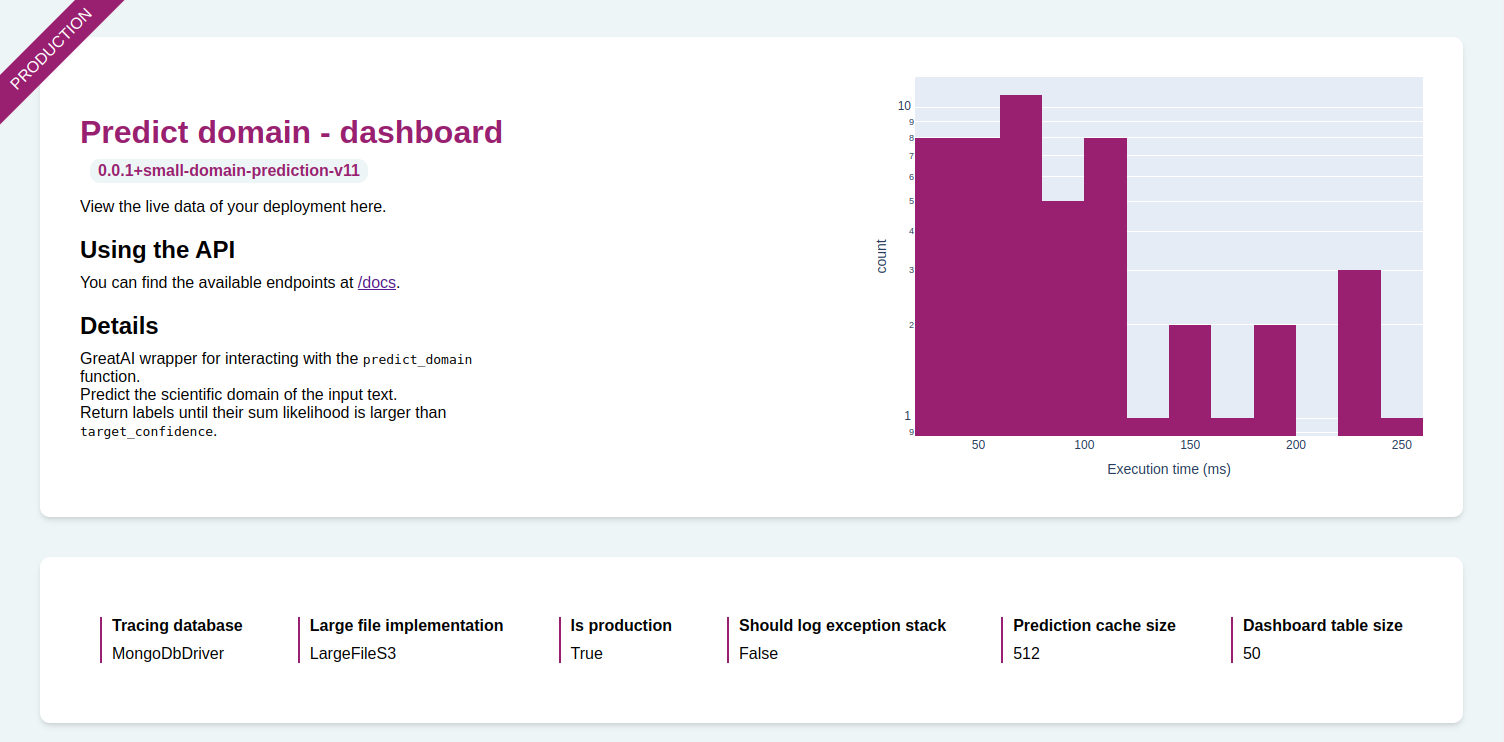 PRODUCTION
Predict domain - dashboard
0.0.1+small-domain-prediction-v11
View the live data of your deployment here.
Using the API
You can find the available endpoints at /docs.
Details
GreatAI wrapper for interacting with the predict_domain
function.
Predict the scientific domain of the input text.
Return labels until their sum likelihood is larger than
target_confidence.
10
9
8
7
6
5
4
3
2
1
9
count
50 100 150 200 250
Execution time (ms)
Tracing database
MongoDbDriver
Large file implementation
LargeFileS3
Is production
True
Should log exception stack
False
Prediction cache size
512
Dashboard table size
50